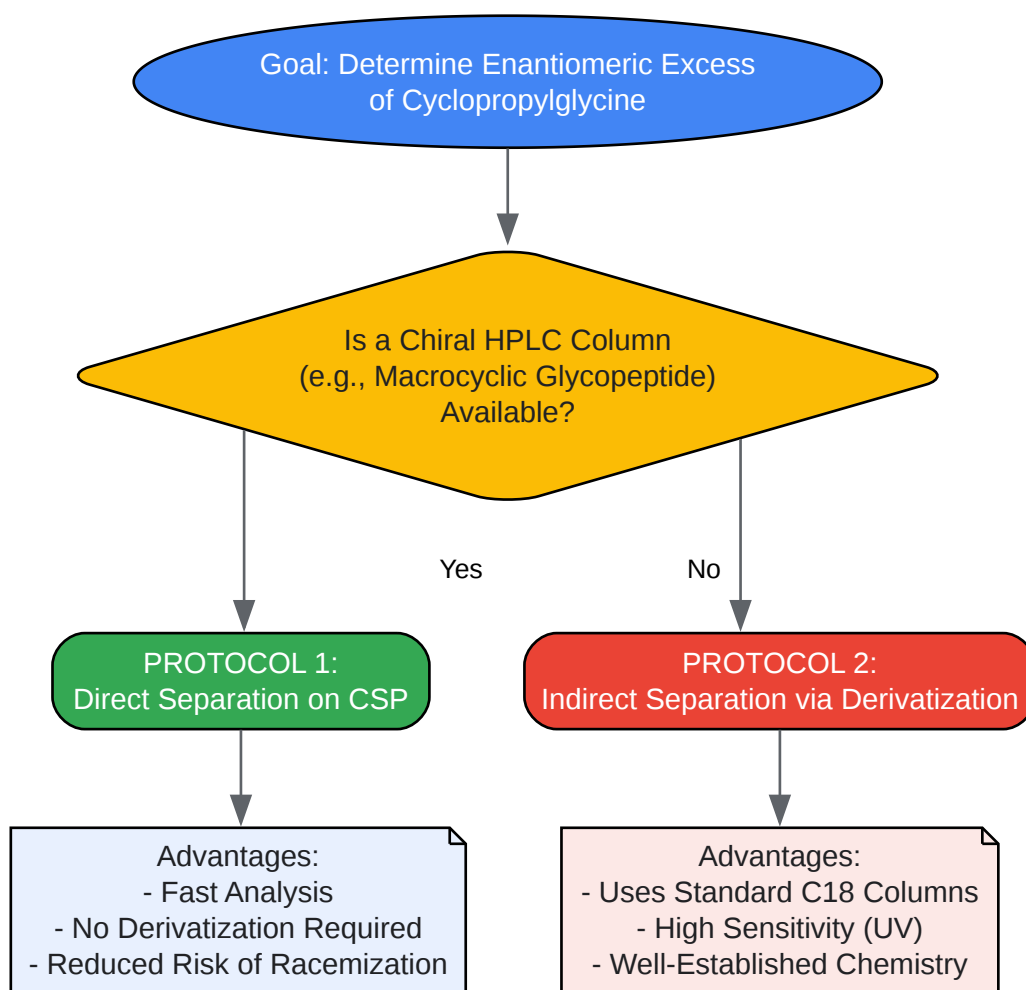 Goal: Determine Enantiomeric Excess
of Cyclopropylglycine
Is a Chiral HPLC Column
(e.g., Macrocyclic Glycopeptide)
Available?
Yes
No
PROTOCOL 1:
Direct Separation on CSP
PROTOCOL 2:
Indirect Separation via Derivatization
Advantages:
- Fast Analysis
- No Derivatization Required
- Reduced Risk of Racemization
Advantages:
- Uses Standard C18 Columns
- High Sensitivity (UV)
- Well-Established Chemistry